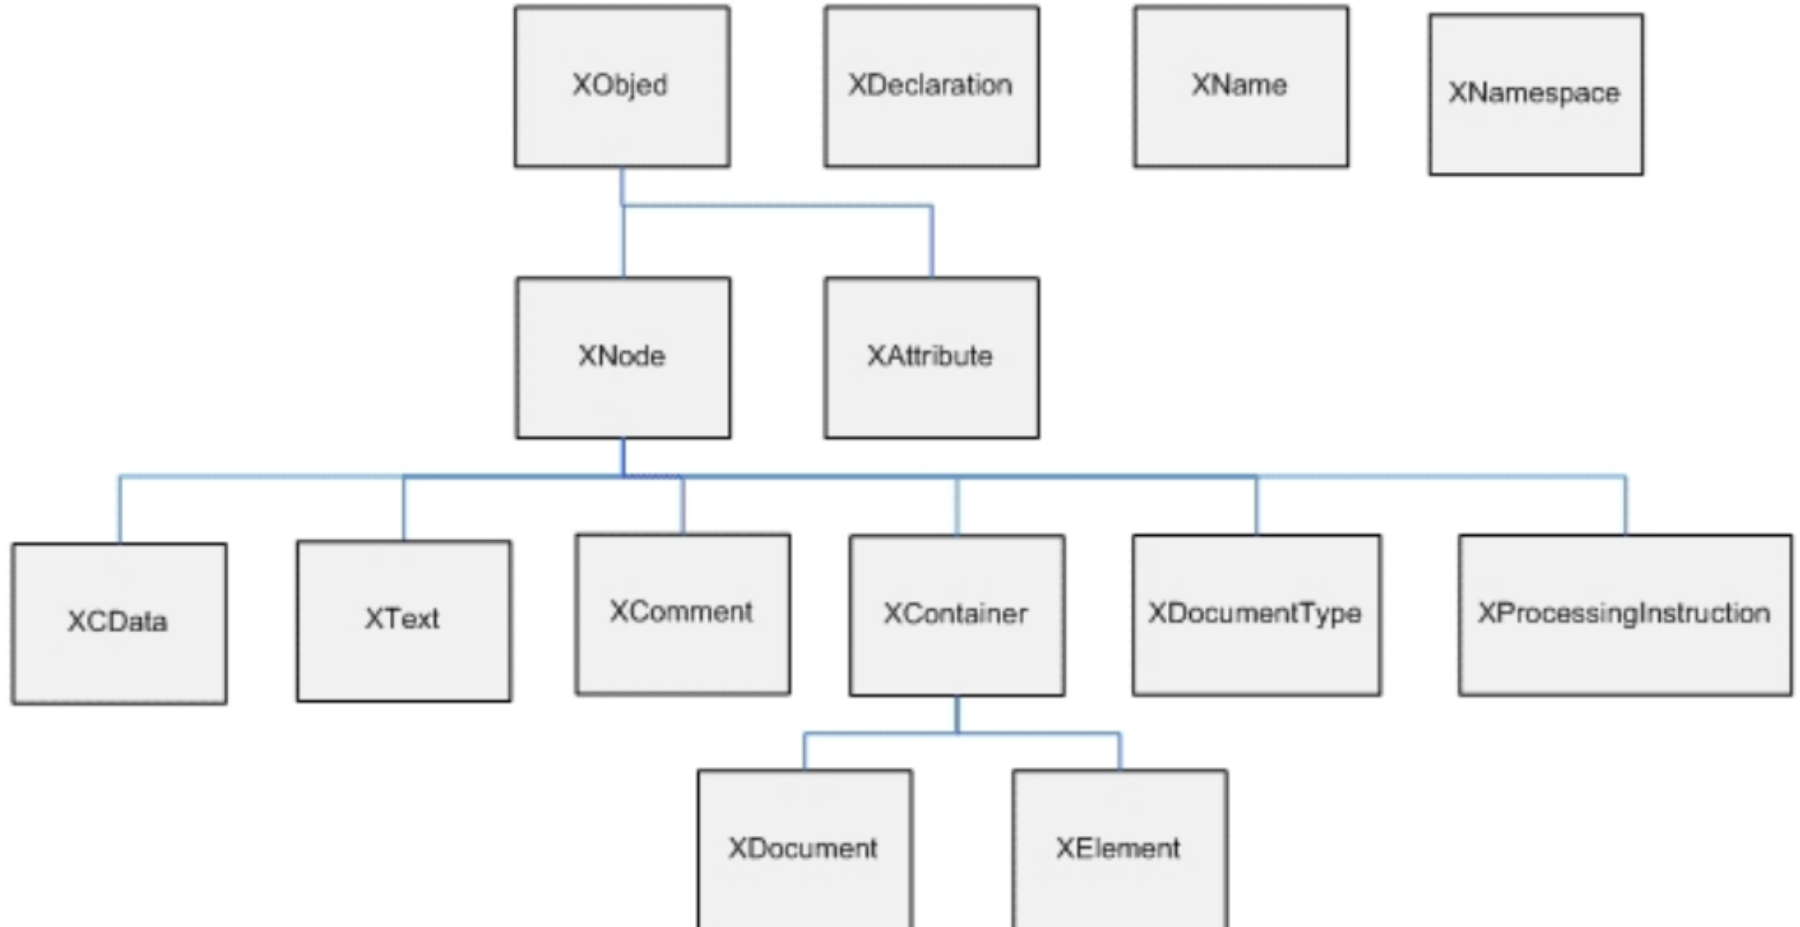 XObjed
XDeclaration
XName
XNamespace
XNode
XAttribute
XCData
XText
XComment
XContainer
XDocumentType
XProcessingInstruction
XDocument
XElement